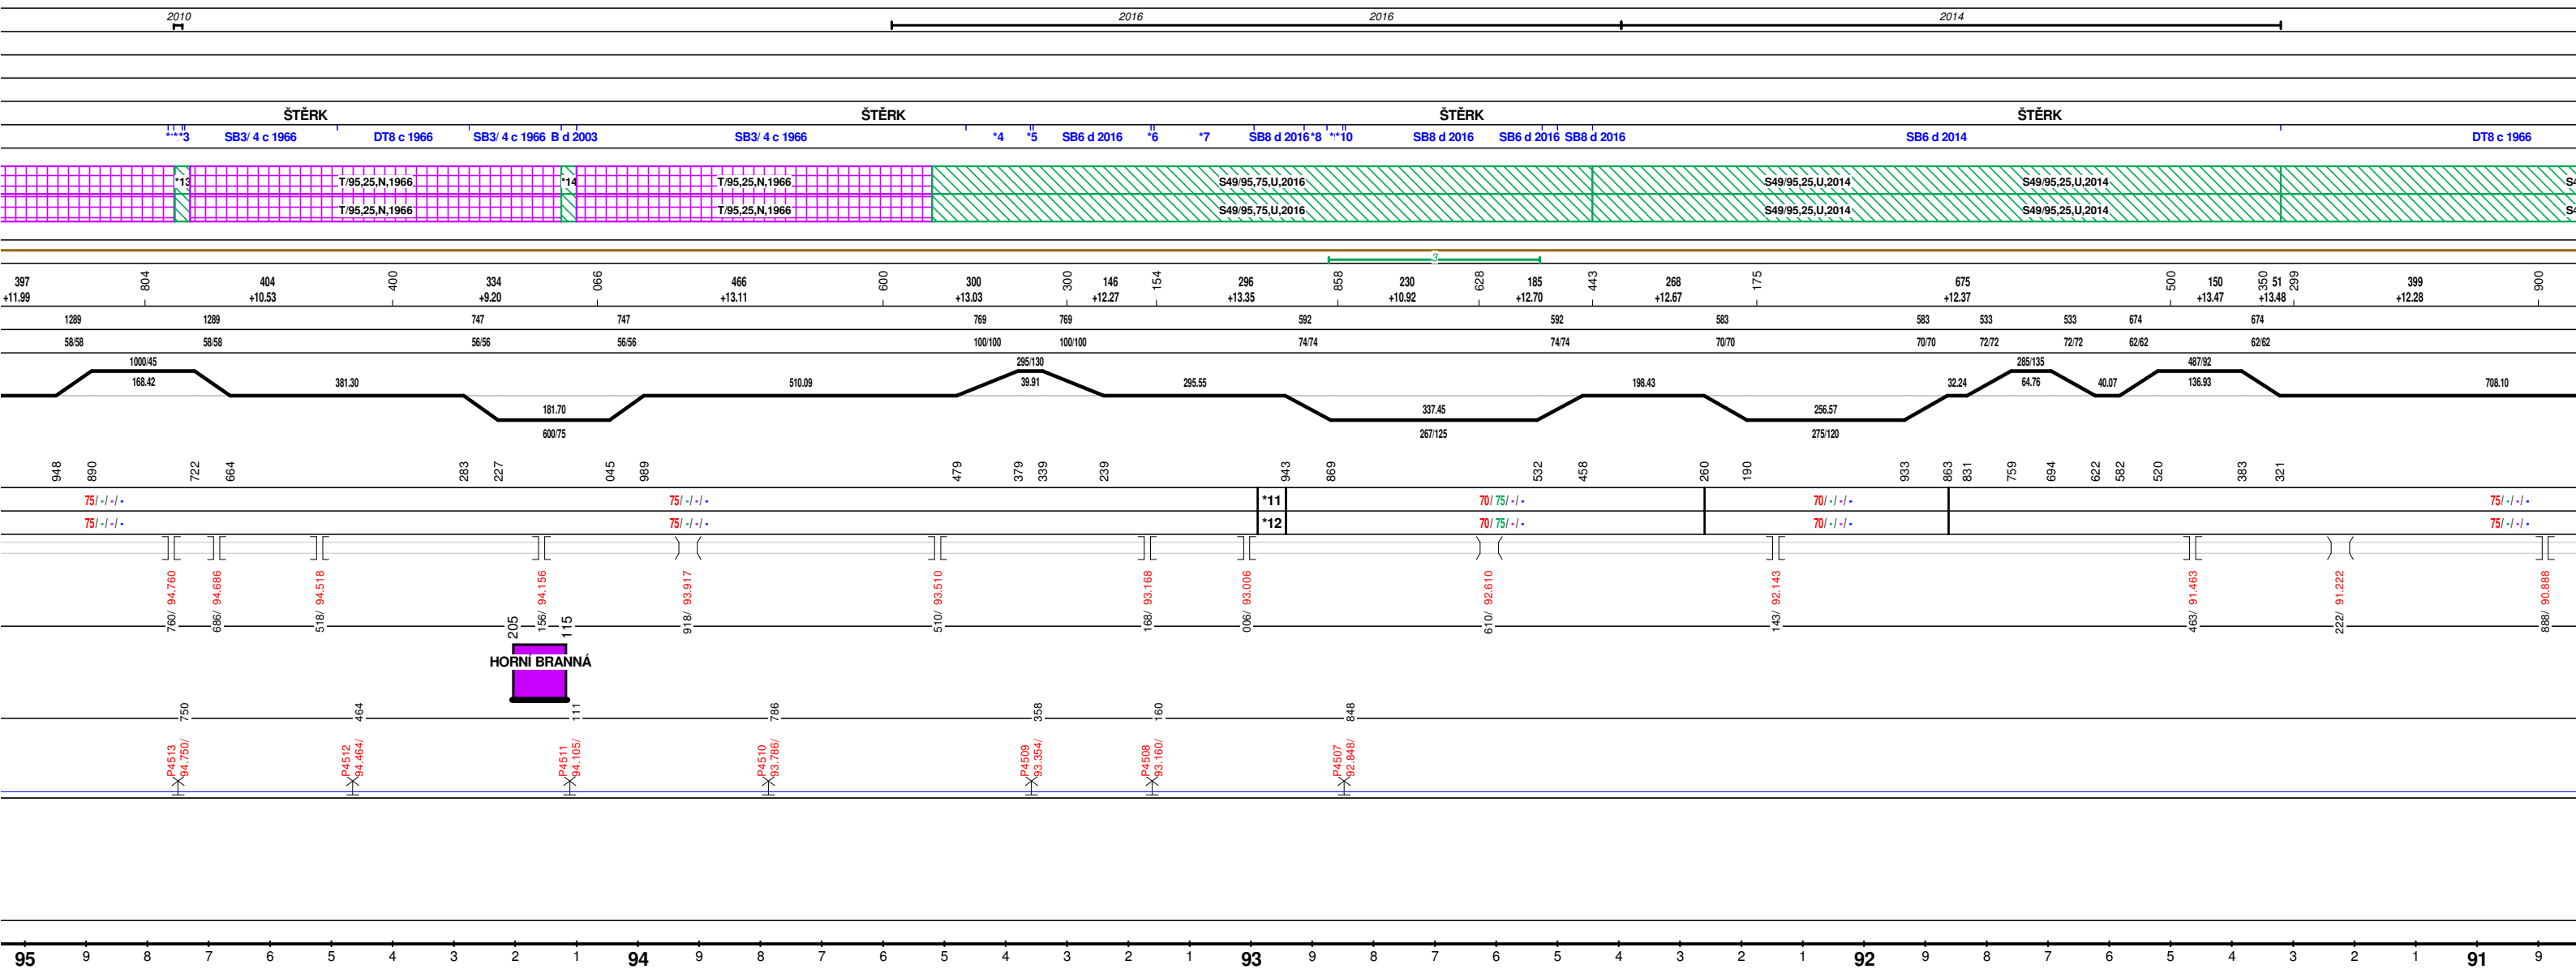 2010 2016 2016 2014
ŠTĚRK ŠTĚRK ŠTĚRK ŠTĚRK
*3 SB3/ 4 c 1966 DT8 c 1966 SB3/ 4 c 1966 B d 2003 SB3/ 4 c 1966 *4 *5 SB6 d 2016 *6 *7 SB8 d 2016 *8 *10 SB8 d 2016 SB6 d 2016 SB8 d 2016 SB6 d 2014 DT8 c 1966
*13 T/95,25,N,1966 *14 T/95,25,N,1966 S49/95,75,U,2016 S49/95,25,U,2014 S49/95,25,U,2014
T/95,25,N,1966 T/95,25,N,1966 S49/95,75,U,2016 S49/95,25,U,2014 S49/95,25,U,2014
3
397 804 404 400 334 066 466 600 300 300 146 154 296 858 230 628 185 443 268 175 675 500 150 350 51 299 399 900
+11.99 +10.53 +9.20 +13.11 +13.03 +12.27 +13.35 +10.92 +12.70 +12.67 +12.37 +13.47 +13.48 +12.28
1289 1289 747 747 769 769 592 592 583 583 533 533 674 674
58/58 58/58 56/56 56/56 100/100 100/100 74/74 74/74 70/70 70/70 72/72 72/72 62/62 62/62
1000/45 295/130 285/135 487/92
168.42 381.30 510.09 39.91 295.55 198.43 32.24 64.76 40.07 136.93 708.10
181.70 337.45 256.57
600/75 267/125 275/120
948 890 722 664 283 227 045 989 479 379 339 239 943 869 532 458 260 190 933 863 831 759 694 622 582 520 383 321
75/ -/ -/ - 75/ -/ -/ - *11 70/ 75/ -/ - 70/ -/ -/ - 75/ -/ -/ -
75/ -/ -/ - 75/ -/ -/ - *12 70/ 75/ -/ - 70/ -/ -/ - 75/ -/ -/ -
760/ 94.760 686/ 94.686 518/ 94.518 156/ 94.156 918/ 93.917 510/ 93.510 168/ 93.168 006/ 93.006 610/ 92.610 143/ 92.143 463/ 91.463 222/ 91.222 888/ 90.888
205 115
HORNÍ BRANNÁ
750 464 111 786 358 160 848
P4513 94.750/ P4512 94.464/ P4511 94.105/ P4510 93.786/ P4509 93.354/ P4508 93.160/ P4507 92.848/
95 9 8 7 6 5 4 3 2 1 94 9 8 7 6 5 4 3 2 1 93 9 8 7 6 5 4 3 2 1 92 9 8 7 6 5 4 3 2 1 91 9